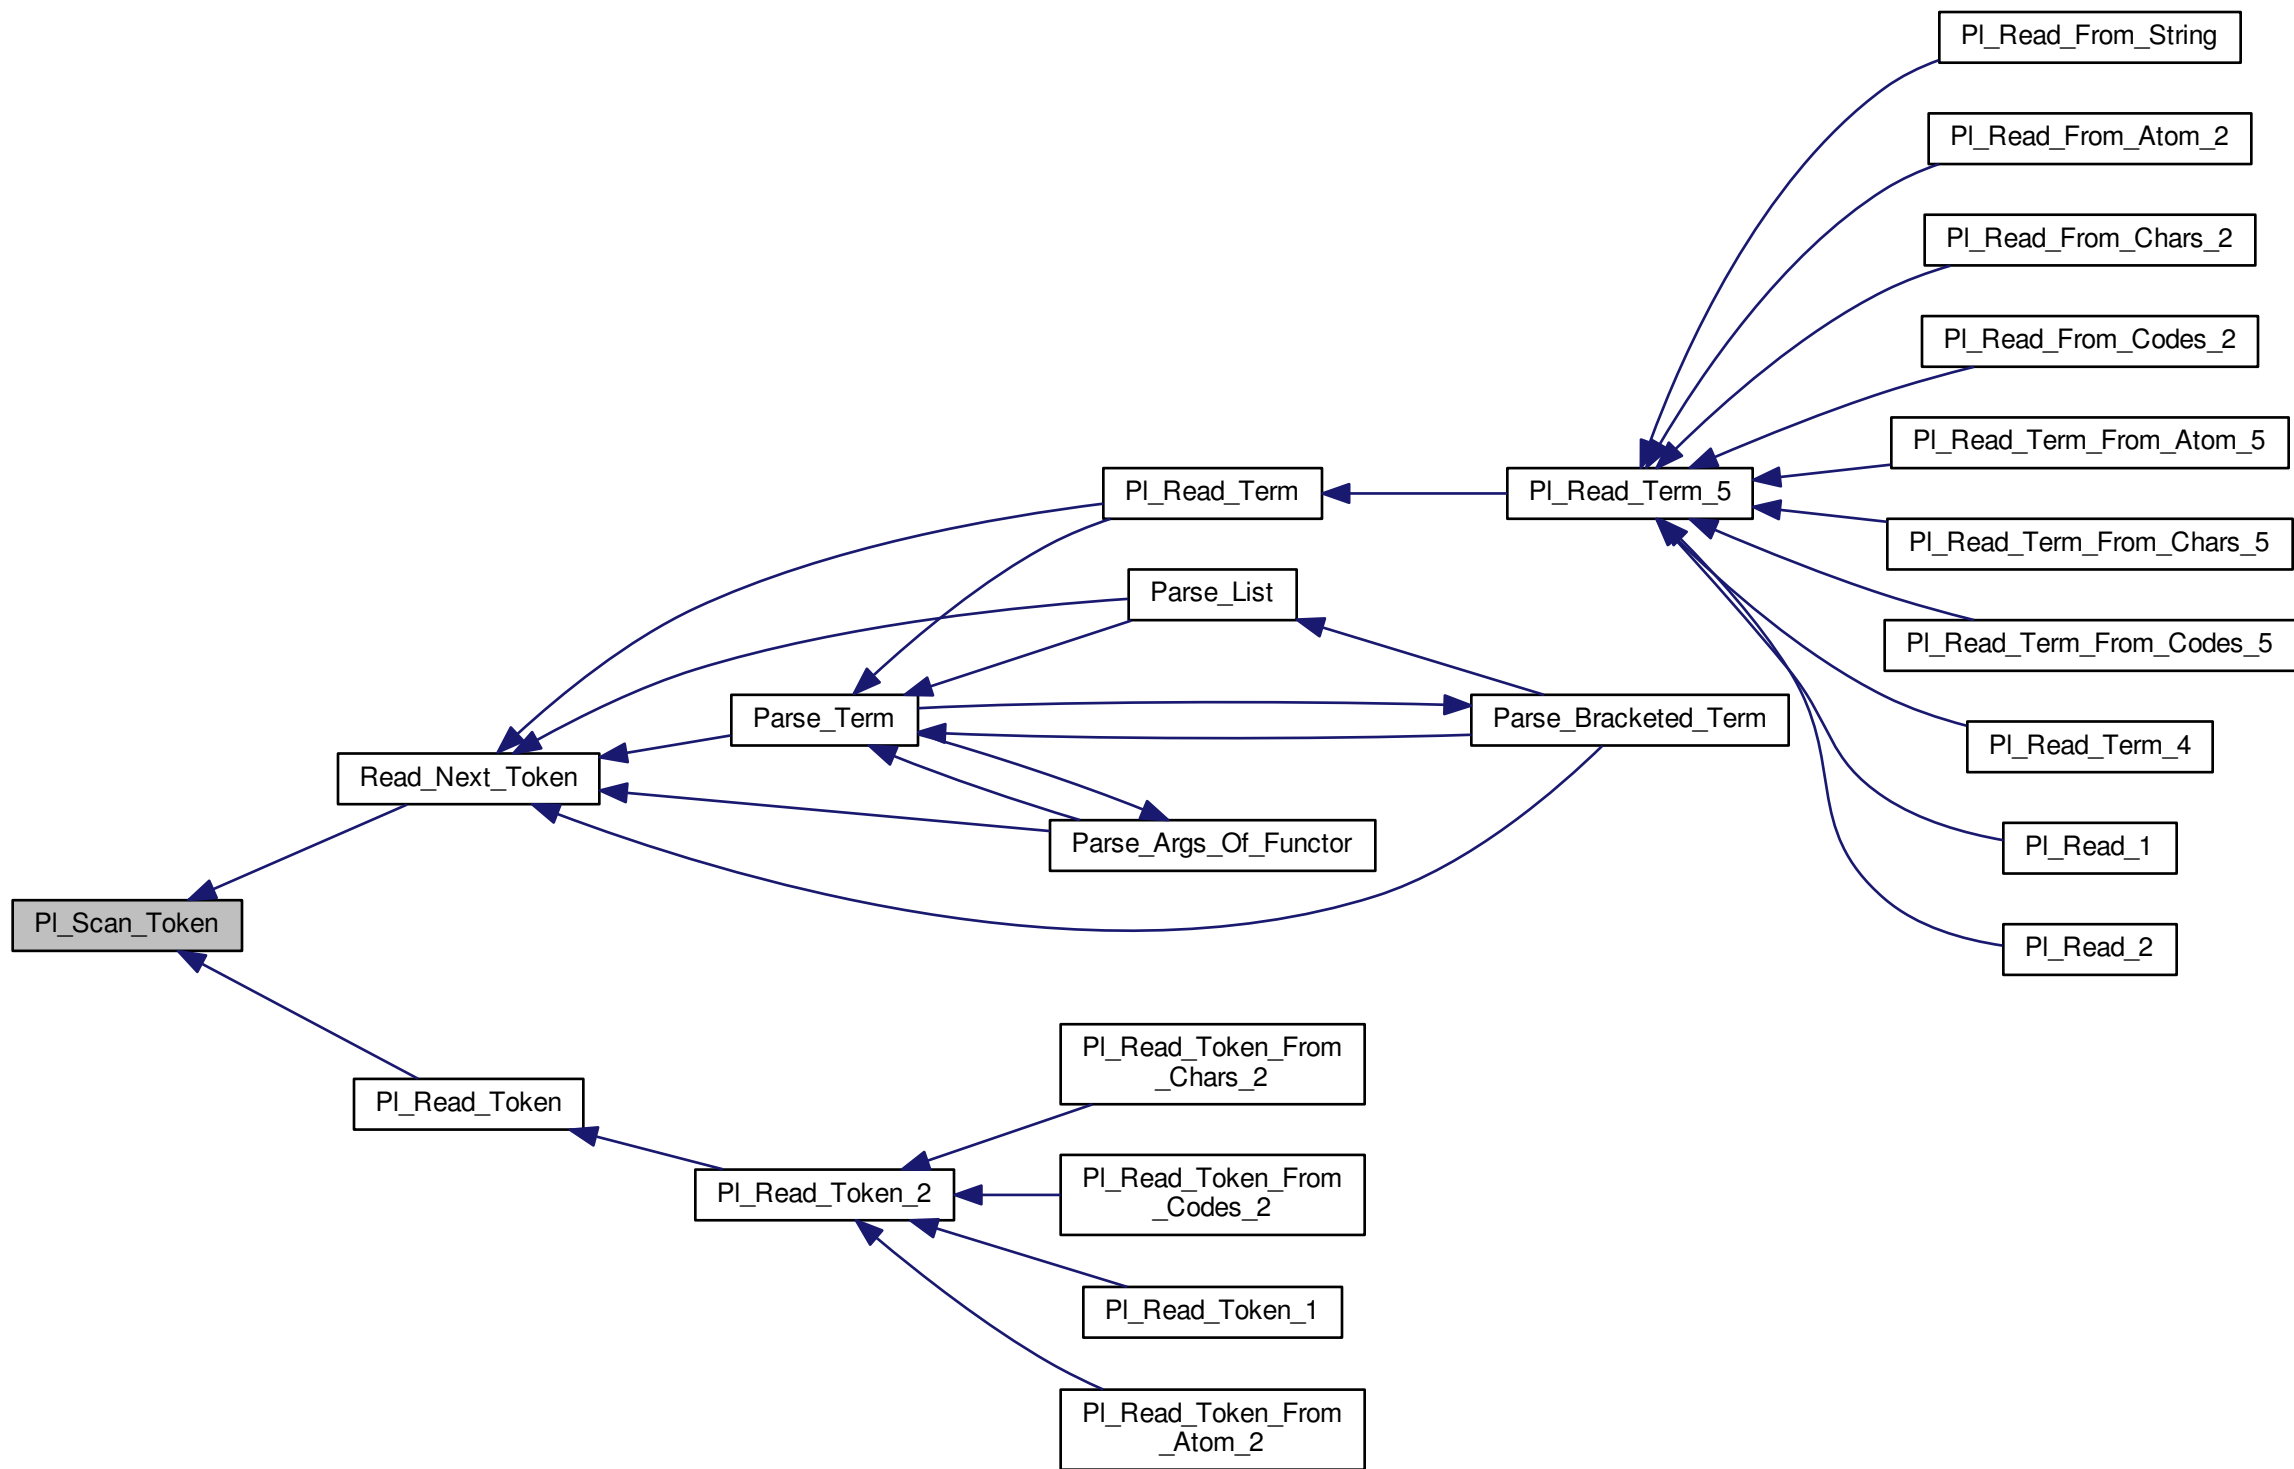 Pl_Read_From_String
Pl_Read_From_Atom_2
Pl_Read_From_Chars_2
Pl_Read_From_Codes_2
Pl_Read_Term_From_Atom_5
Pl_Read_Term
Pl_Read_Term_5
Pl_Read_Term_From_Chars_5
Parse_List
Pl_Read_Term_From_Codes_5
Parse_Term
Parse_Bracketed_Term
Pl_Read_Term_4
Read_Next_Token
Parse_Args_Of_Functor
Pl_Read_1
Pl_Scan_Token
Pl_Read_2
Pl_Read_Token_From
_Chars_2
Pl_Read_Token
Pl_Read_Token_2
Pl_Read_Token_From
_Codes_2
Pl_Read_Token_1
Pl_Read_Token_From
_Atom_2